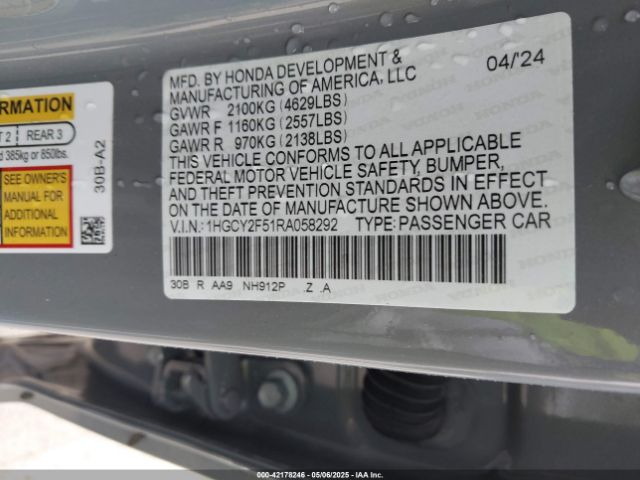 MFD. BY HONDA DEVELOPMENT & 04/'24
MANUFACTURING OF AMERICA, LLC
GVWR 2100KG (4629LBS)
GAWR F 1160KG (2557LBS)
GAWR R 970KG (2138LBS)
THIS VEHICLE CONFORMS TO ALL APPLICABLE
FEDERAL MOTOR VEHICLE SAFETY, BUMPER,
AND THEFT PREVENTION STANDARDS IN EFFECT
ON THE DATE OF MANUFACTURE SHOWN ABOVE.
V.I.N.:1HGCY2F51RA058292 TYPE:PASSENGER CAR
30B R AA9 NH912P .Z .A
ORMATION
T 2 REAR 3
d 385kg or 850lbs.
SEE OWNER'S
MANUAL FOR
ADDITIONAL
INFORMATION
30B-A2
000-42178246 - 05/06/2025 - IAA Inc.